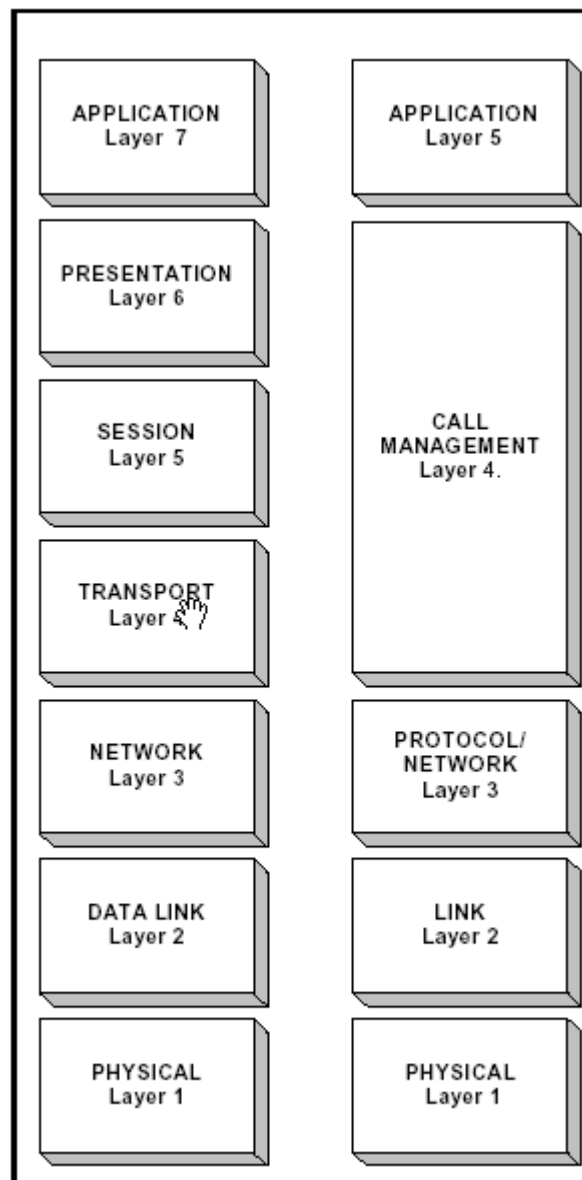 APPLICATION
Layer 7
PRESENTATION
Layer 6
SESSION
Layer 5
TRANSPORT
Layer
NETWORK
Layer 3
DATA LINK
Layer 2
PHYSICAL
Layer 1
APPLICATION
Layer 5
CALL
MANAGEMENT
Layer 4.
PROTOCOL/
NETWORK
Layer 3
LINK
Layer 2
PHYSICAL
Layer 1